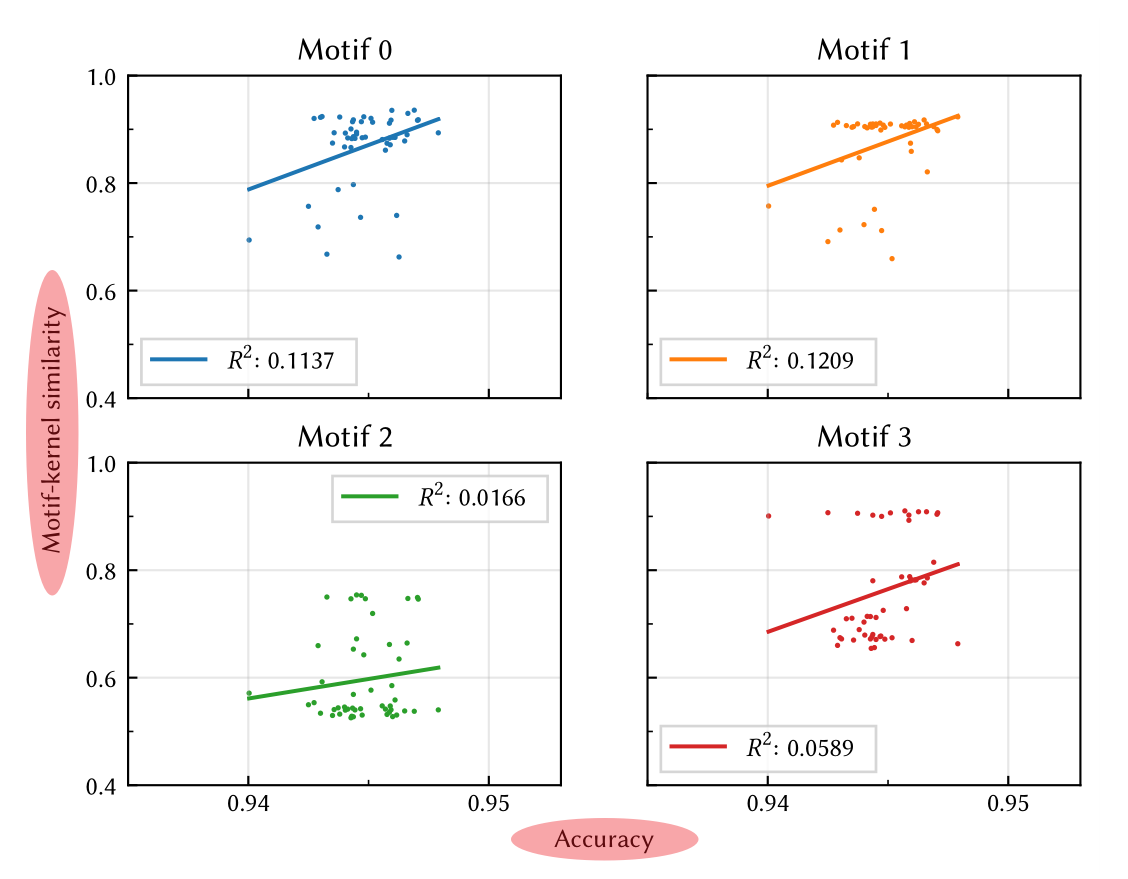 Motif 0
Motif 1
1.0
0.8
0.6
0.4
R²: 0.1137
R²: 0.1209
Motif-kernel similarity
Motif 2
Motif 3
1.0
0.8
0.6
0.4
R²: 0.0166
R²: 0.0589
0.94
0.95
0.94
0.95
Accuracy